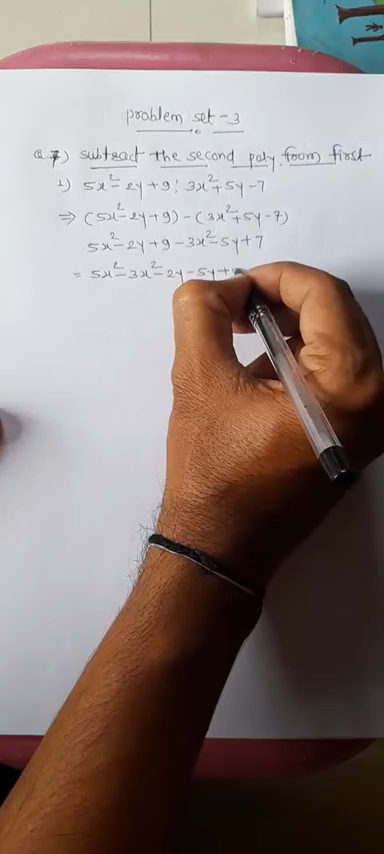 problem set -3
Q.7) subtract the second poly. from first
1) 5x²-2y+9; 3x²+5y-7
⇒ (5x²-2y+9) - (3x²+5y-7)
5x²-2y+9-3x²-5y+7
= 5x²-3x²-2y-5y+